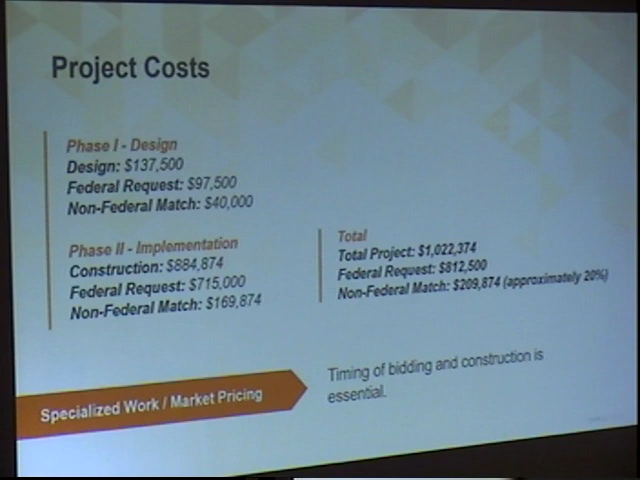 Project Costs
Phase I - Design
Design: $137,500
Federal Request: $97,500
Non-Federal Match: $40,000
Phase II - Implementation
Construction: $884,874
Federal Request: $715,000
Non-Federal Match: $169,874
Total
Total Project: $1,022,374
Federal Request: $812,500
Non-Federal Match: $209,874 (approximately 20%)
Specialized Work / Market Pricing
Timing of bidding and construction is
essential.